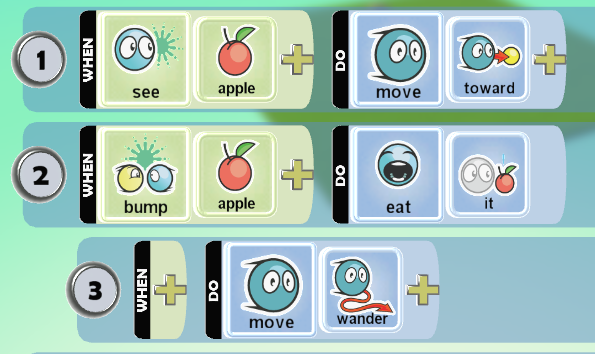 1 WHEN see apple DO move toward
2 WHEN bump apple DO eat it
3 WHEN DO move wander